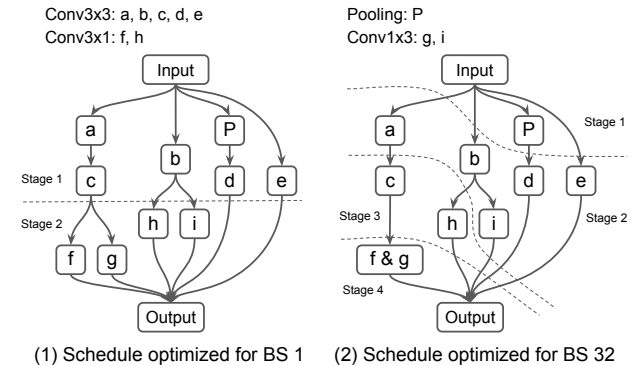 Conv3x3: a, b, c, d, e
Conv3x1: f, h
Pooling: P
Conv1x3: g, i
Input
a
P
b
Stage 1
c
d
e
Stage 2
h
i
f
g
Output
(1) Schedule optimized for BS 1
Input
a
P
Stage 1
b
c
d
e
Stage 3
h
i
Stage 2
f & g
Stage 4
Output
(2) Schedule optimized for BS 32